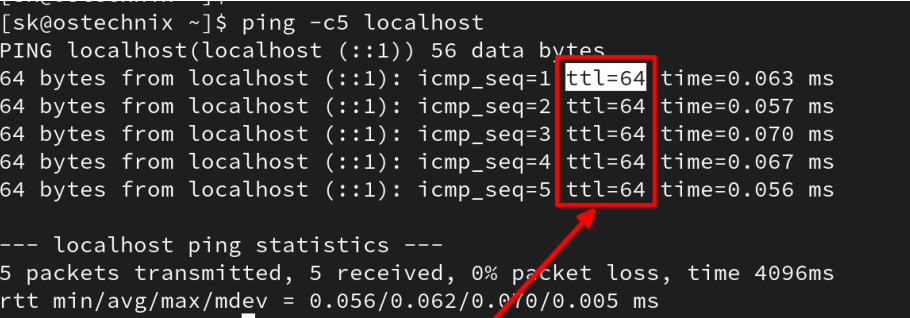 [sk@ostechnix ~]$ ping -c5 localhost
PING localhost(localhost (::1)) 56 data bytes
64 bytes from localhost (::1): icmp_seq=1 ttl=64 time=0.063 ms
64 bytes from localhost (::1): icmp_seq=2 ttl=64 time=0.057 ms
64 bytes from localhost (::1): icmp_seq=3 ttl=64 time=0.070 ms
64 bytes from localhost (::1): icmp_seq=4 ttl=64 time=0.067 ms
64 bytes from localhost (::1): icmp_seq=5 ttl=64 time=0.056 ms
--- localhost ping statistics ---
5 packets transmitted, 5 received, 0% packet loss, time 4096ms
rtt min/avg/max/mdev = 0.056/0.062/0.070/0.005 ms